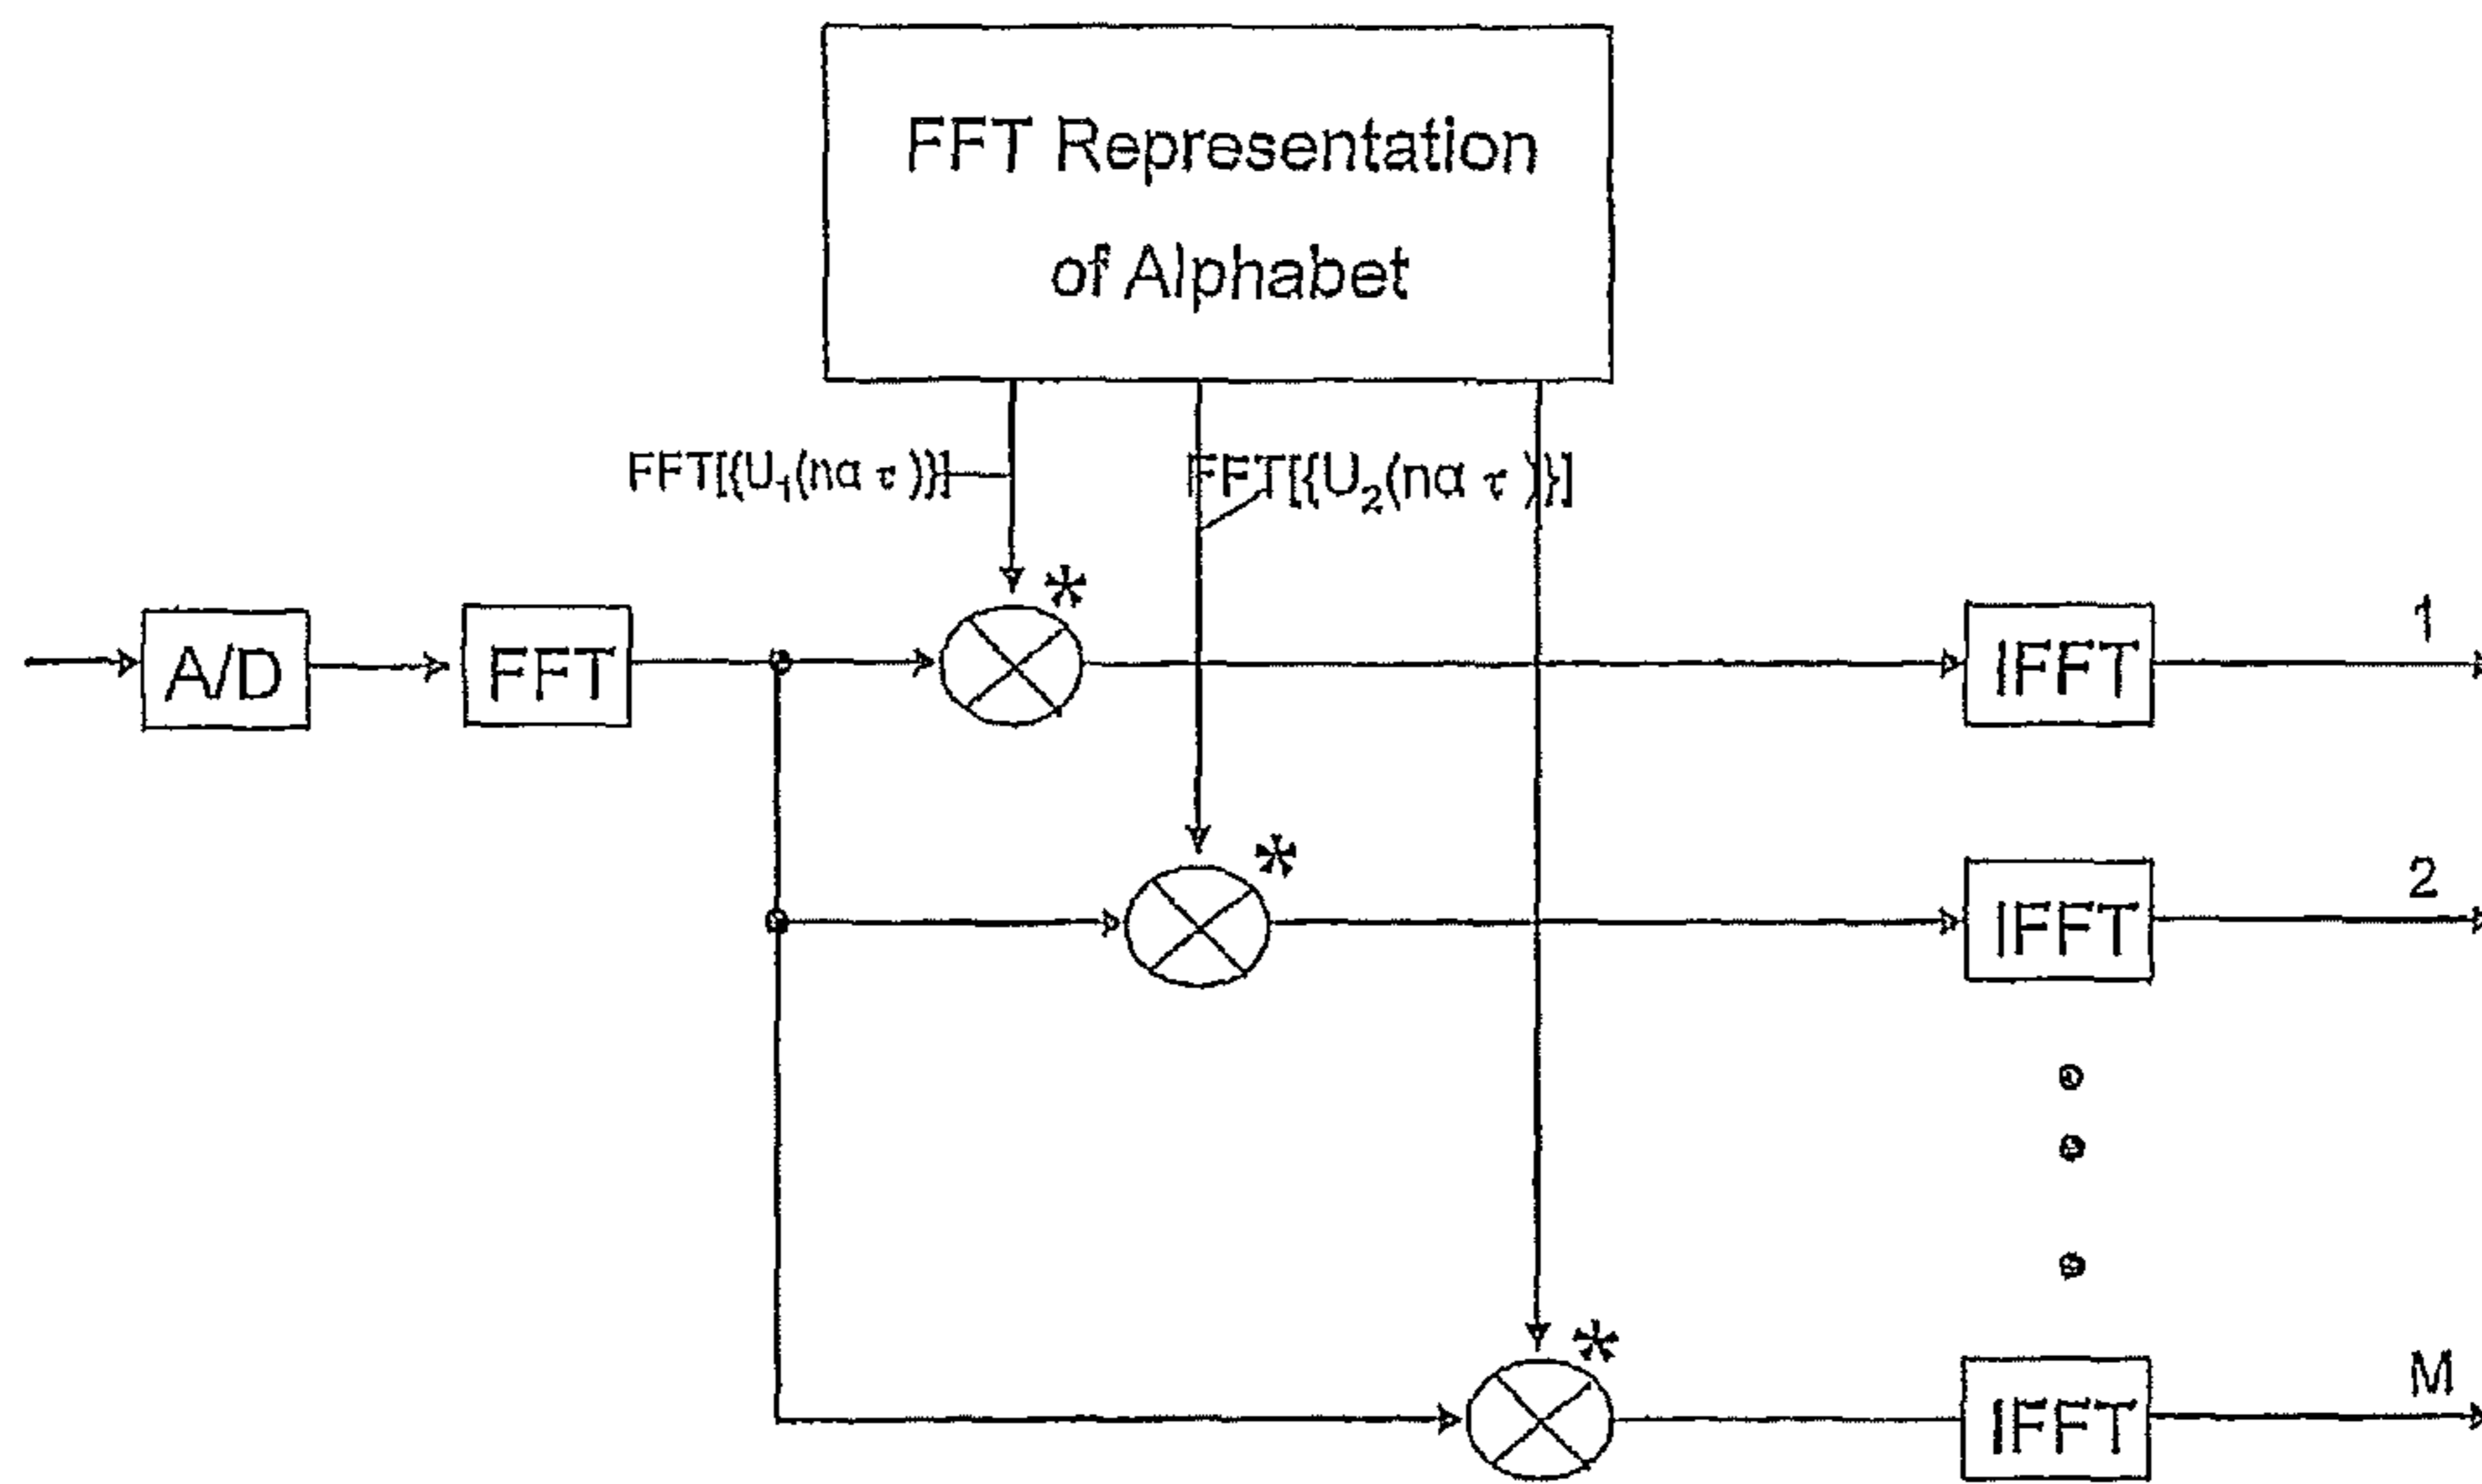 FFT Representation
of Alphabet
FFT[{U₁(nα τ)}]
FFT[{U₂(nα τ)}]
*
A/D
FFT
IFFT
1
*
IFFT
2
*
IFFT
M